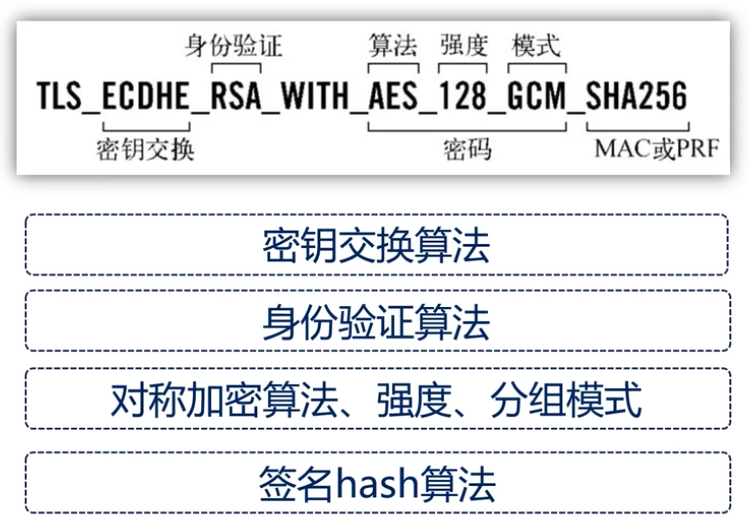 身份验证 算法 强度 模式
TLS_ECDHE_RSA_WITH_AES_128_GCM_SHA256
密钥交换 密码 MAC或PRF
密钥交换算法
身份验证算法
对称加密算法、强度、分组模式
签名hash算法